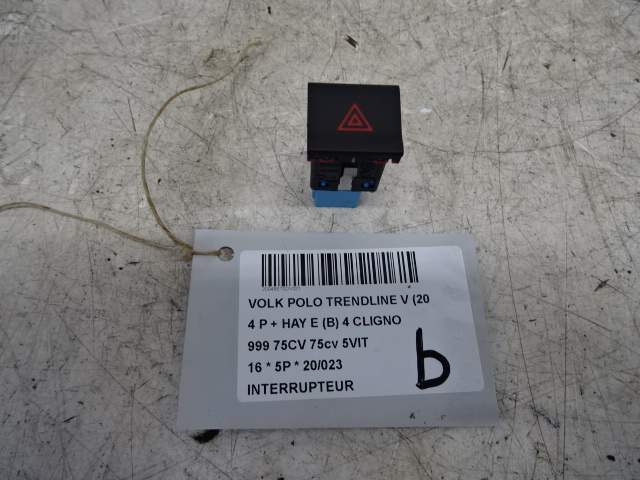 VOLK POLO TRENDLINE V (20
4 P + HAY E (B) 4 CLIGNO
999 75CV 75cv 5VIT
16 * 5P * 20/023
INTERRUPTEUR
b